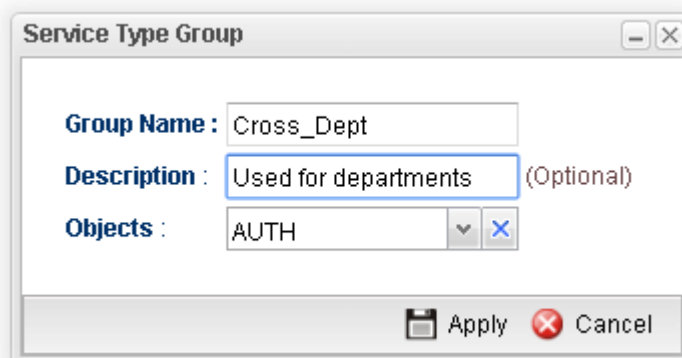 Service Type Group
Group Name : Cross_Dept
Description : Used for departments (Optional)
Objects : AUTH
Apply Cancel